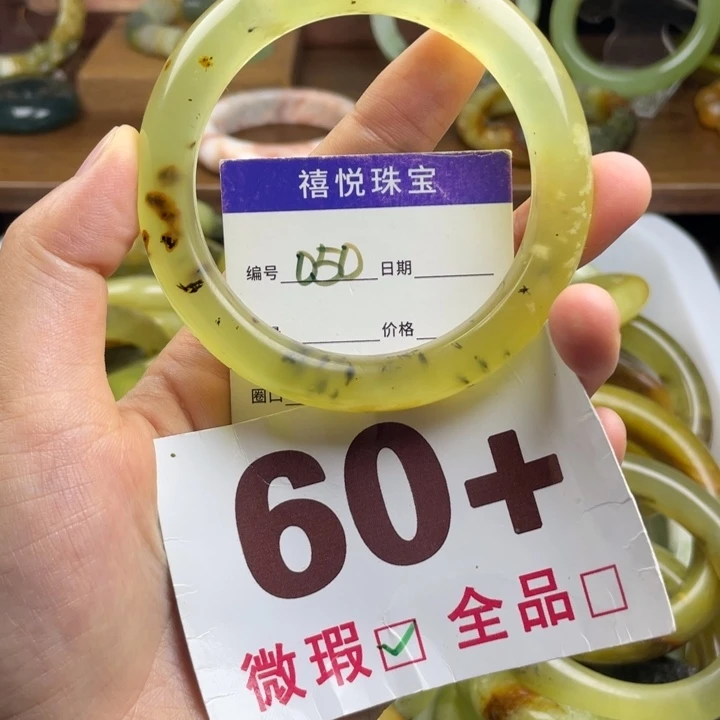 禧悦珠宝
编号 050 日期
价格
圈口
60+
微瑕 ✓ 全品